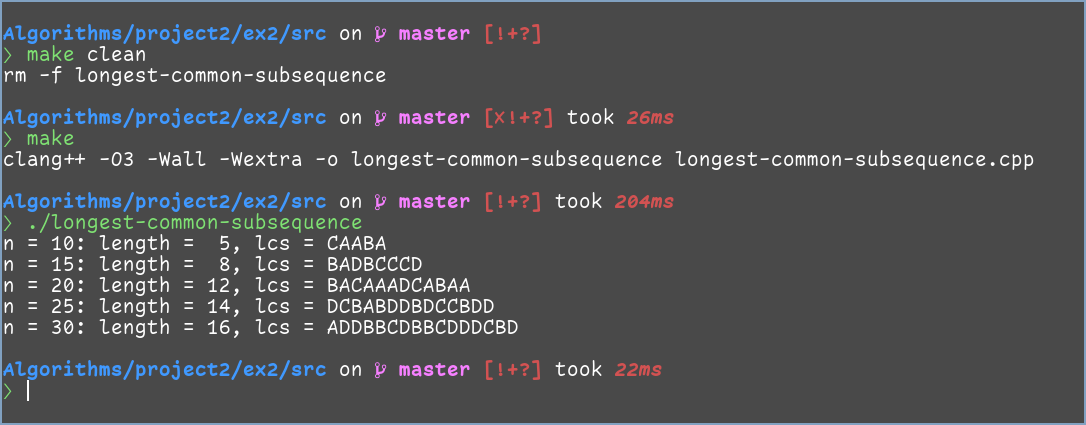 Algorithms/project2/ex2/src on master [!+?]
❯ make clean
rm -f longest-common-subsequence
Algorithms/project2/ex2/src on master [✗!+?] took 26ms
❯ make
clang++ -O3 -Wall -Wextra -o longest-common-subsequence longest-common-subsequence.cpp
Algorithms/project2/ex2/src on master [!+?] took 204ms
❯ ./longest-common-subsequence
n = 10: length =  5, lcs = CAABA
n = 15: length =  8, lcs = BADBCCCD
n = 20: length = 12, lcs = BACAAADCABAA
n = 25: length = 14, lcs = DCBABDDBDCCBDD
n = 30: length = 16, lcs = ADDBBCDBBCDDDCBD
Algorithms/project2/ex2/src on master [!+?] took 22ms
❯